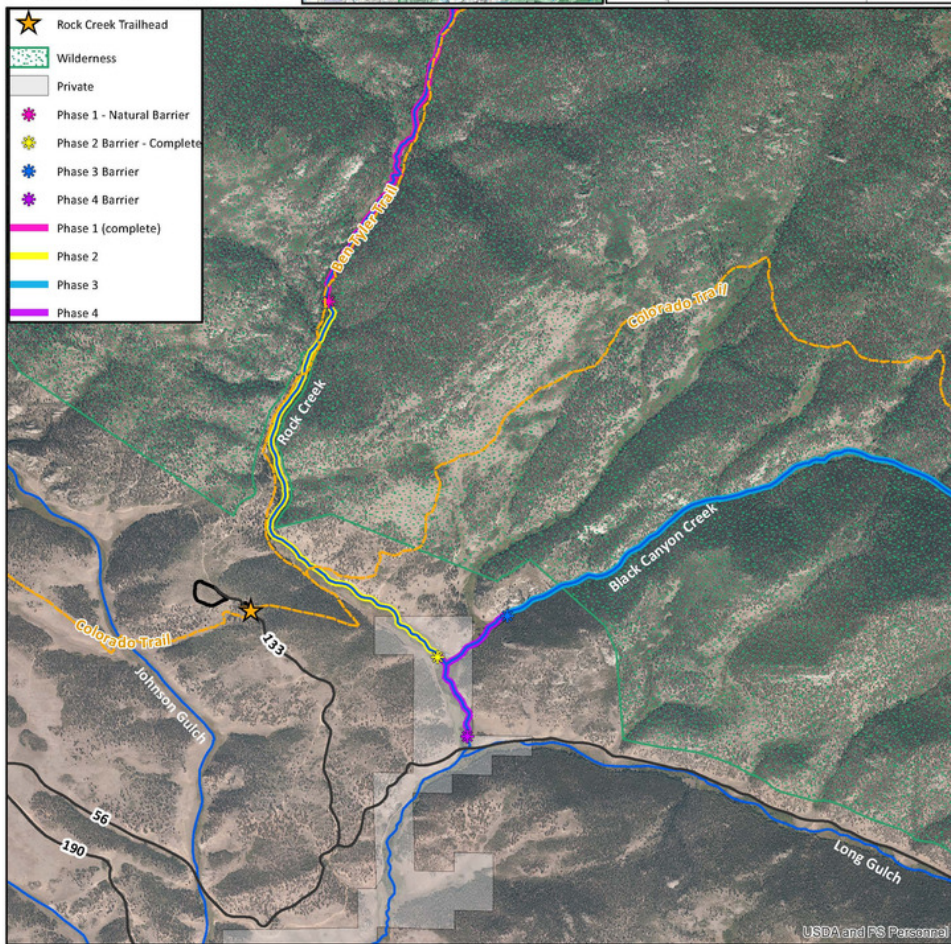 Rock Creek Trailhead
Wilderness
Private
Phase 1 - Natural Barrier
Phase 2 Barrier - Complete
Phase 3 Barrier
Phase 4 Barrier
Phase 1 (complete)
Phase 2
Phase 3
Phase 4
Ben Tyler Trail
Colorado Trail
Rock Creek
Black Canyon Creek
Colorado Trail
133
Johnson Gulch
56
190
Long Gulch
USDA and FS Personnel